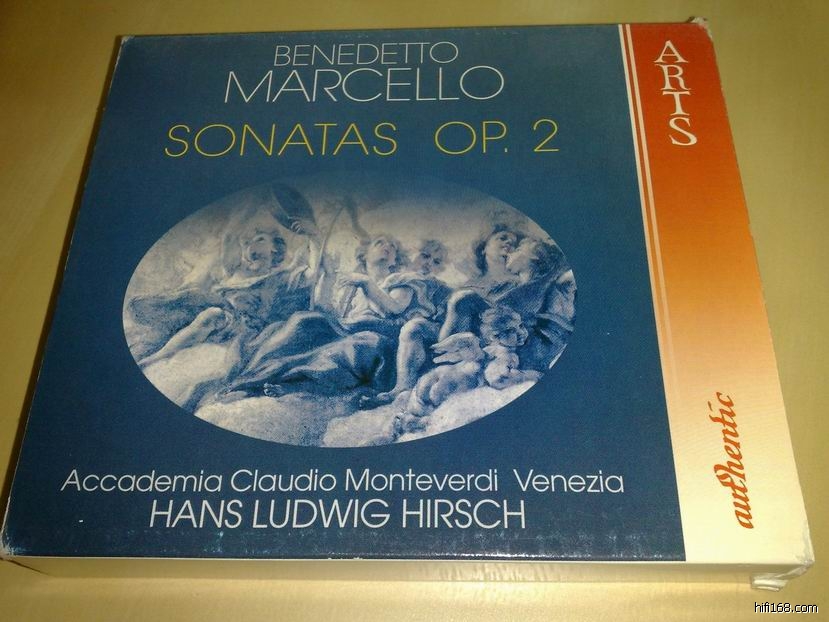 BENEDETTO
MARCELLO
SONATAS OP. 2
ARTS
authentic
Accademia Claudio Monteverdi Venezia
HANS LUDWIG HIRSCH
hifi168.com